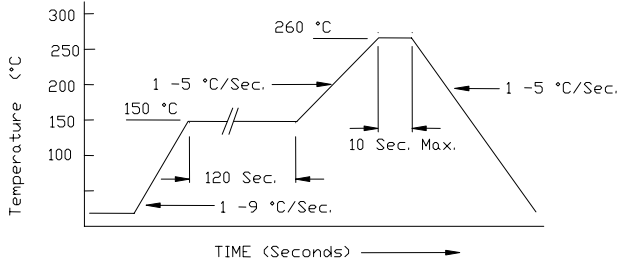 300
260 °C
250
Temperature (°C
200
1 -5 °C/Sec.
1 -5 °C/Sec.
150 °C
150
10 Sec. Max.
100
120 Sec.
1 -9 °C/Sec.
TIME (Seconds)